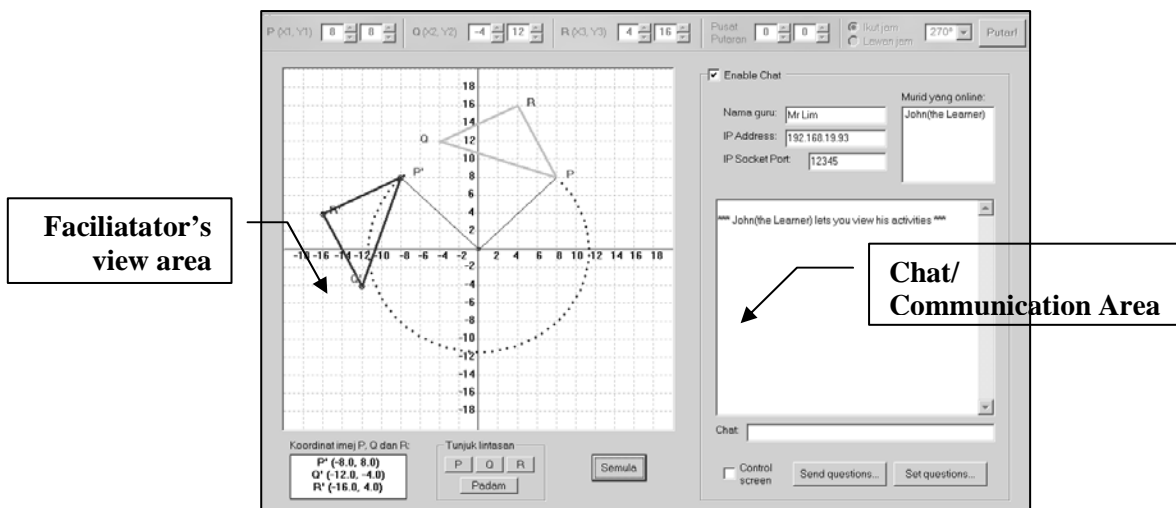 P (X1, Y1) 8 8 Q (X2, Y2) -4 12 R (X3, Y3) 4 16 Pusat Putaran 0 0 Ikut jam Lawan jam 270° Putar!
18
16
14
12
10
8
6
4
2
-18 -16 -14 -12 -10 -8 -6 -4 -2 2 4 6 8 10 12 14 16 18
-2
-4
-6
-8
-10
-12
-14
-16
-18
R
Q
P
P'
R'
Q'
Faciliatator's
view area
Koordinat imej P, Q dan R:
P' (-8.0, 8.0)
Q' (-12.0, -4.0)
R' (-16.0, 4.0)
Tunjuk lintasan
P Q R
Padam
Semula
Enable Chat
Nama guru: Mr Lim
IP Address: 192.168.19.93
IP Socket Port: 12345
Murid yang online:
John(the Learner)
*** John(the Learner) lets you view his activities ***
Chat/
Communication Area
Chat:
Control
screen
Send questions...
Set questions...